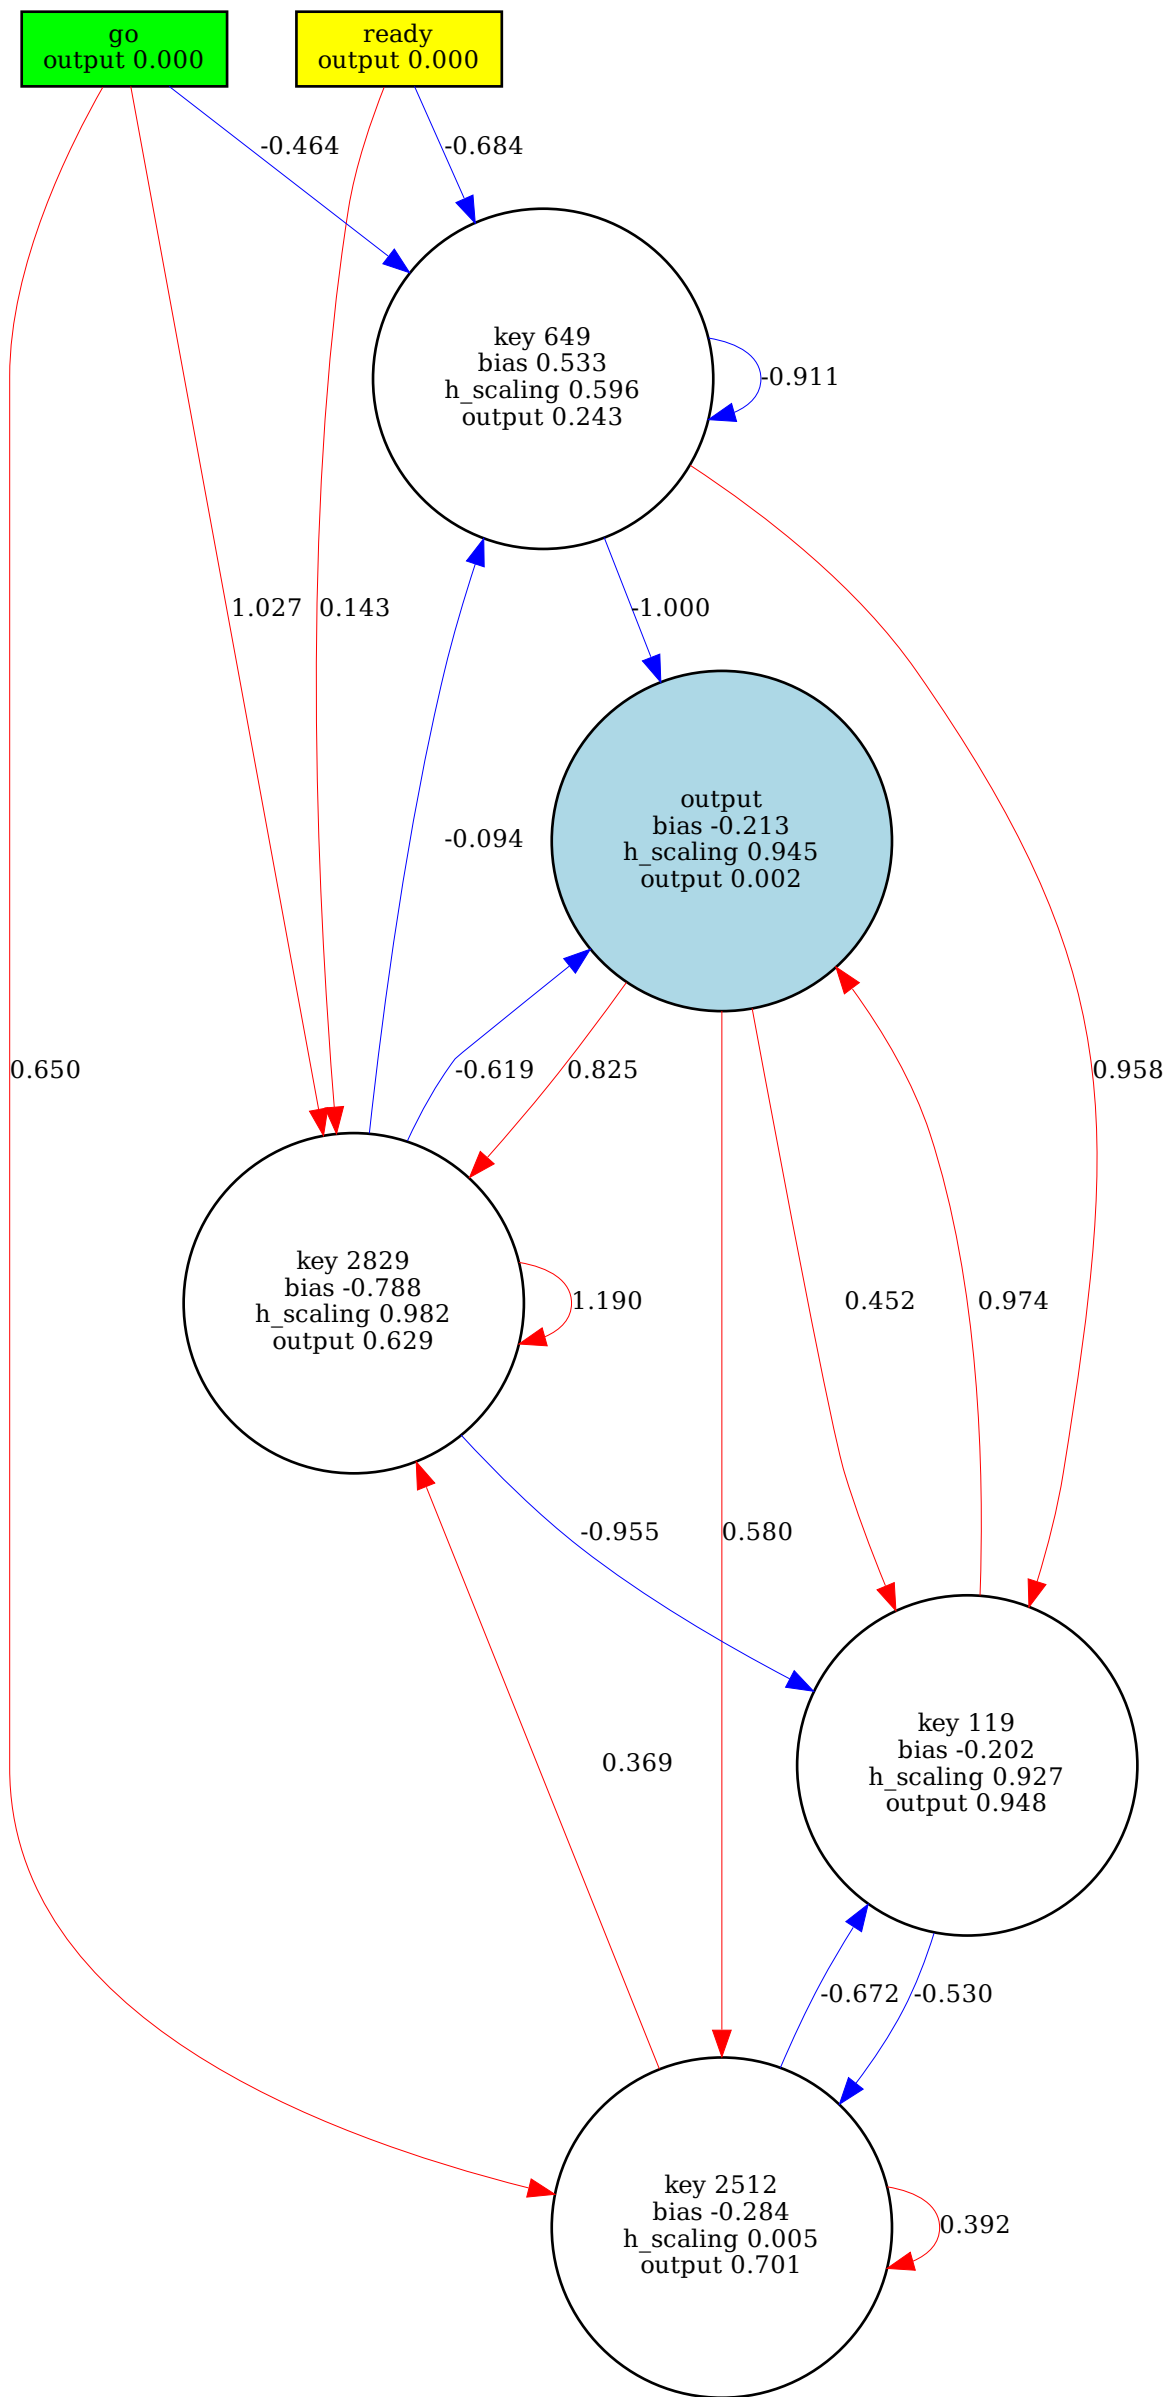 go
output 0.000
ready
output 0.000
-0.464
-0.684
key 649
bias 0.533
h_scaling 0.596
output 0.243
-0.911
1.027
0.143
-1.000
output
bias -0.213
h_scaling 0.945
output 0.002
-0.094
0.650
-0.619
0.825
0.958
key 2829
bias -0.788
h_scaling 0.982
output 0.629
1.190
0.452
0.974
-0.955
0.580
key 119
bias -0.202
h_scaling 0.927
output 0.948
0.369
-0.672
-0.530
key 2512
bias -0.284
h_scaling 0.005
output 0.701
0.392